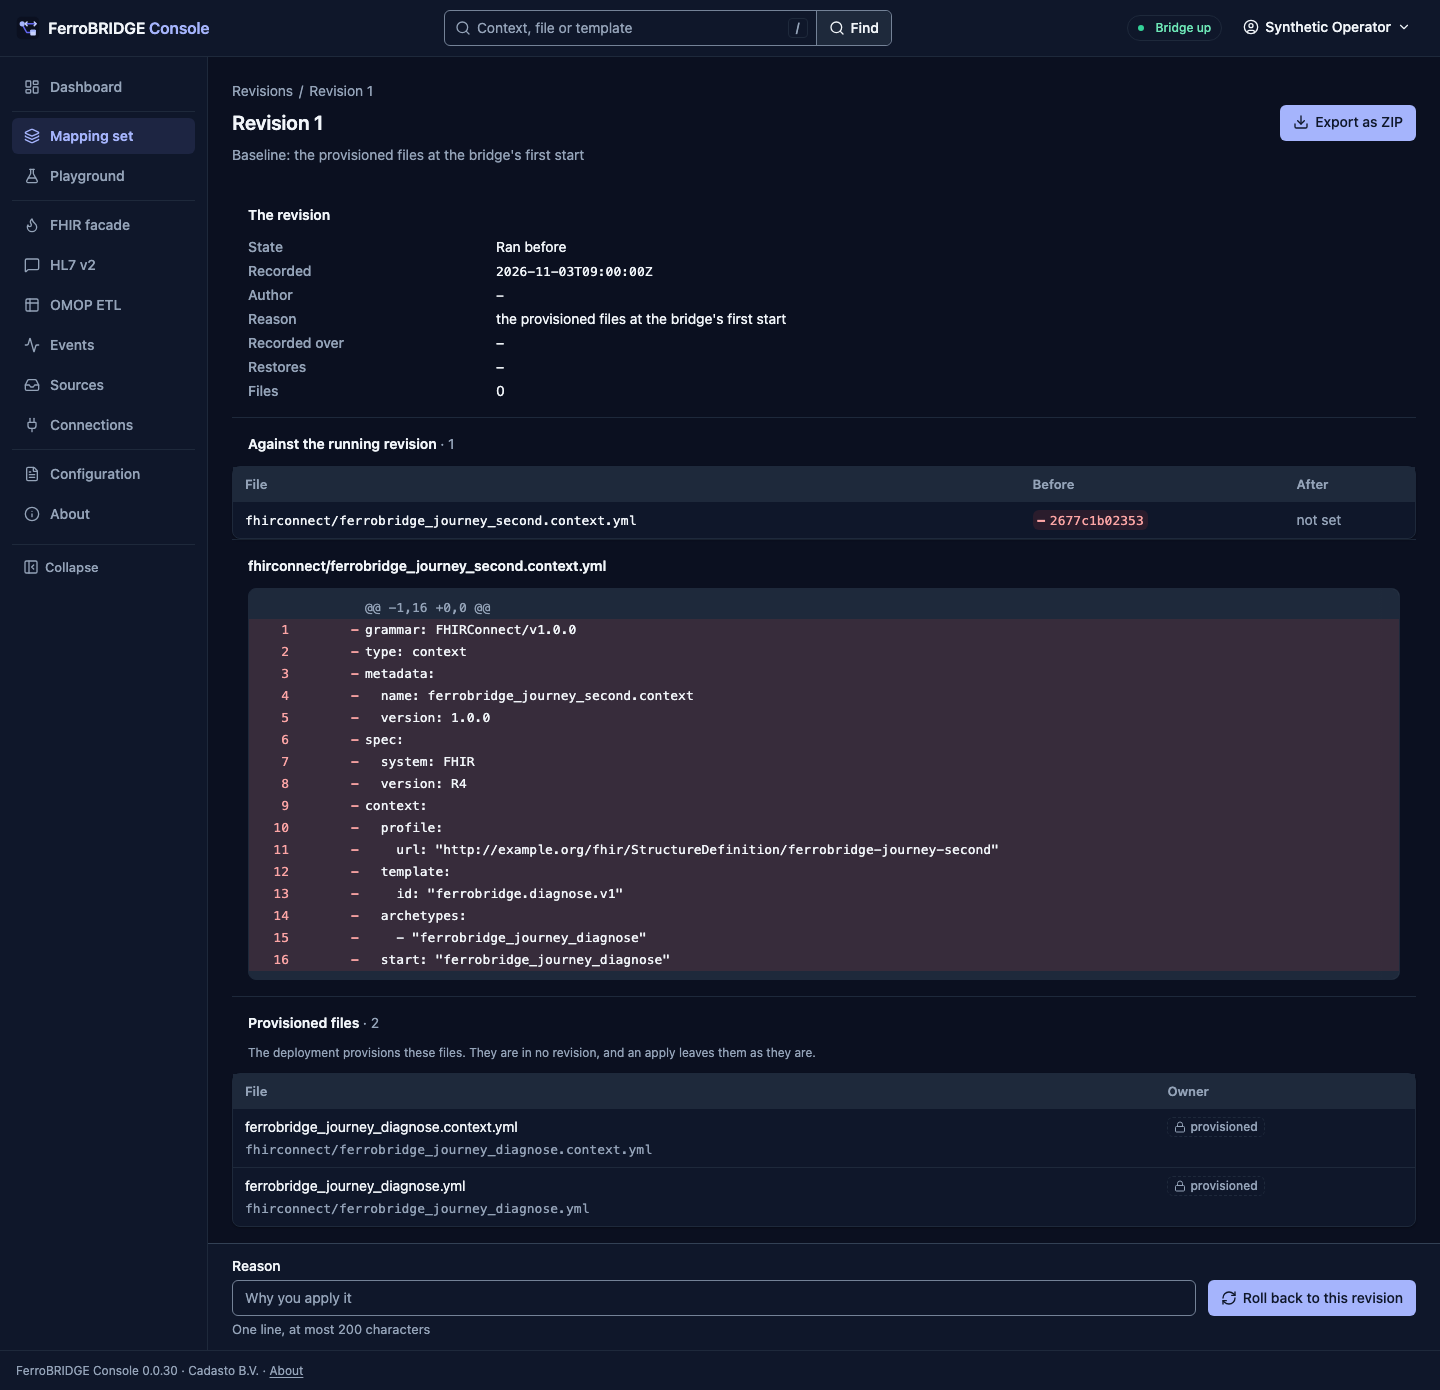 FerroBRIDGE Console
Context, file or template
/
Find
Bridge up
Synthetic Operator
Dashboard
Mapping set
Playground
FHIR facade
HL7 v2
OMOP ETL
Events
Sources
Connections
Configuration
About
Collapse
Revisions / Revision 1
Revision 1
Export as ZIP
Baseline: the provisioned files at the bridge's first start
The revision
State Ran before
Recorded 2026-11-03T09:00:00Z
Author –
Reason the provisioned files at the bridge's first start
Recorded over –
Restores –
Files 0
Against the running revision · 1
File Before After
fhirconnect/ferrobridge_journey_second.context.yml − 2677c1b02353 not set
fhirconnect/ferrobridge_journey_second.context.yml
@@ -1,16 +0,0 @@
1 − grammar: FHIRConnect/v1.0.0
2 − type: context
3 − metadata:
4 −   name: ferrobridge_journey_second.context
5 −   version: 1.0.0
6 − spec:
7 −   system: FHIR
8 −   version: R4
9 − context:
10 −   profile:
11 −     url: "http://example.org/fhir/StructureDefinition/ferrobridge-journey-second"
12 −   template:
13 −     id: "ferrobridge.diagnose.v1"
14 −   archetypes:
15 −     - "ferrobridge_journey_diagnose"
16 −   start: "ferrobridge_journey_diagnose"
Provisioned files · 2
The deployment provisions these files. They are in no revision, and an apply leaves them as they are.
File Owner
ferrobridge_journey_diagnose.context.yml provisioned
fhirconnect/ferrobridge_journey_diagnose.context.yml
ferrobridge_journey_diagnose.yml provisioned
fhirconnect/ferrobridge_journey_diagnose.yml
Reason
Why you apply it
Roll back to this revision
One line, at most 200 characters
FerroBRIDGE Console 0.0.30 · Cadasto B.V. · About